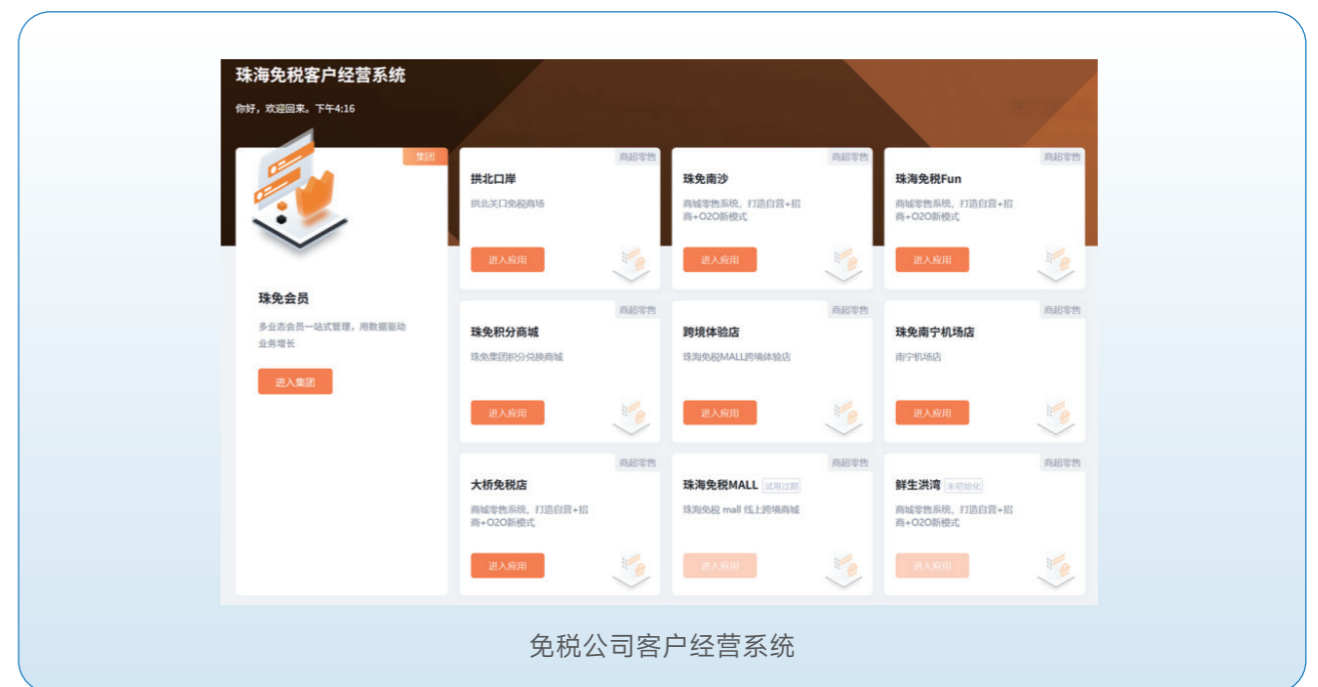 珠海免税客户经营系统
你好，欢迎回来。下午4:16
集团
珠免会员
多业态会员一站式管理，用数据驱动
业务增长
进入集团
商超零售
拱北口岸
拱北关口免税商场
进入应用
商超零售
珠免南沙
商城零售系统，打造自营+招
商+O2O新模式
进入应用
商超零售
珠海免税Fun
商城零售系统，打造自营+招
商+O2O新模式
进入应用
商超零售
珠免积分商城
珠免集团积分兑换商城
进入应用
商超零售
跨境体验店
珠海免税MALL跨境体验店
进入应用
商超零售
珠免南宁机场店
南宁机场店
进入应用
商超零售
大桥免税店
商城零售系统，打造自营+招
商+O2O新模式
进入应用
商超零售
珠海免税MALL 试用过期
珠海免税 mall 线上跨境商城
进入应用
商超零售
鲜生洪湾 未初始化
商城零售系统，打造自营+招
商+O2O新模式
进入应用
免税公司客户经营系统